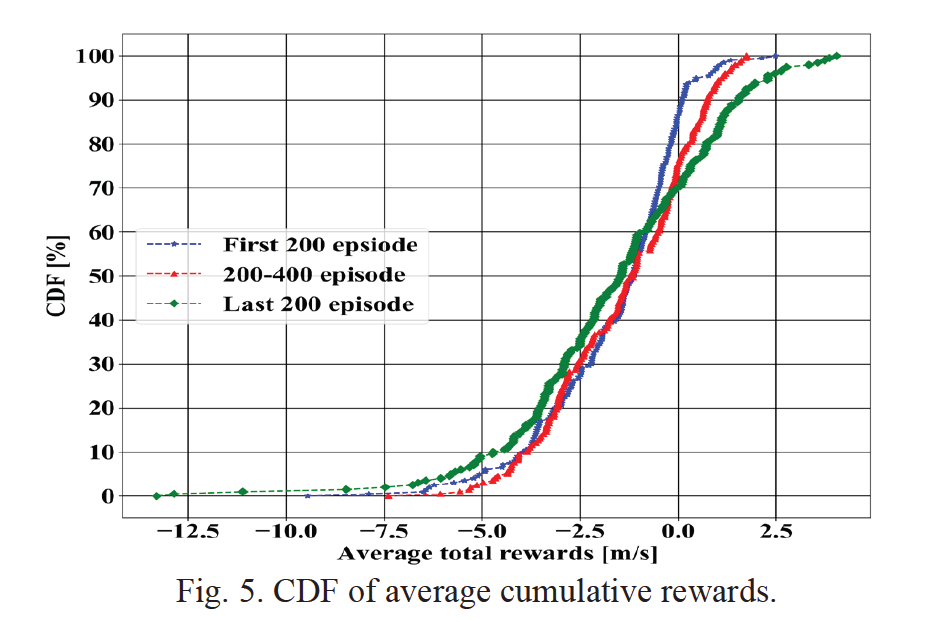 100
90
80
70
60
50
40
30
20
10
0
CDF [%]
First 200 epsiode
200-400 episode
Last 200 episode
−12.5 −10.0 −7.5 −5.0 −2.5 0.0 2.5
Average total rewards [m/s]
Fig. 5. CDF of average cumulative rewards.